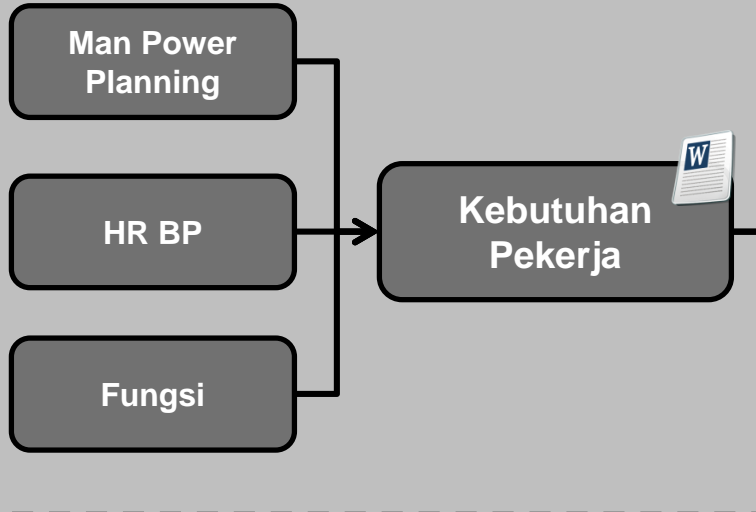 Man Power
Planning
HR BP
Kebutuhan
Pekerja
W
Fungsi